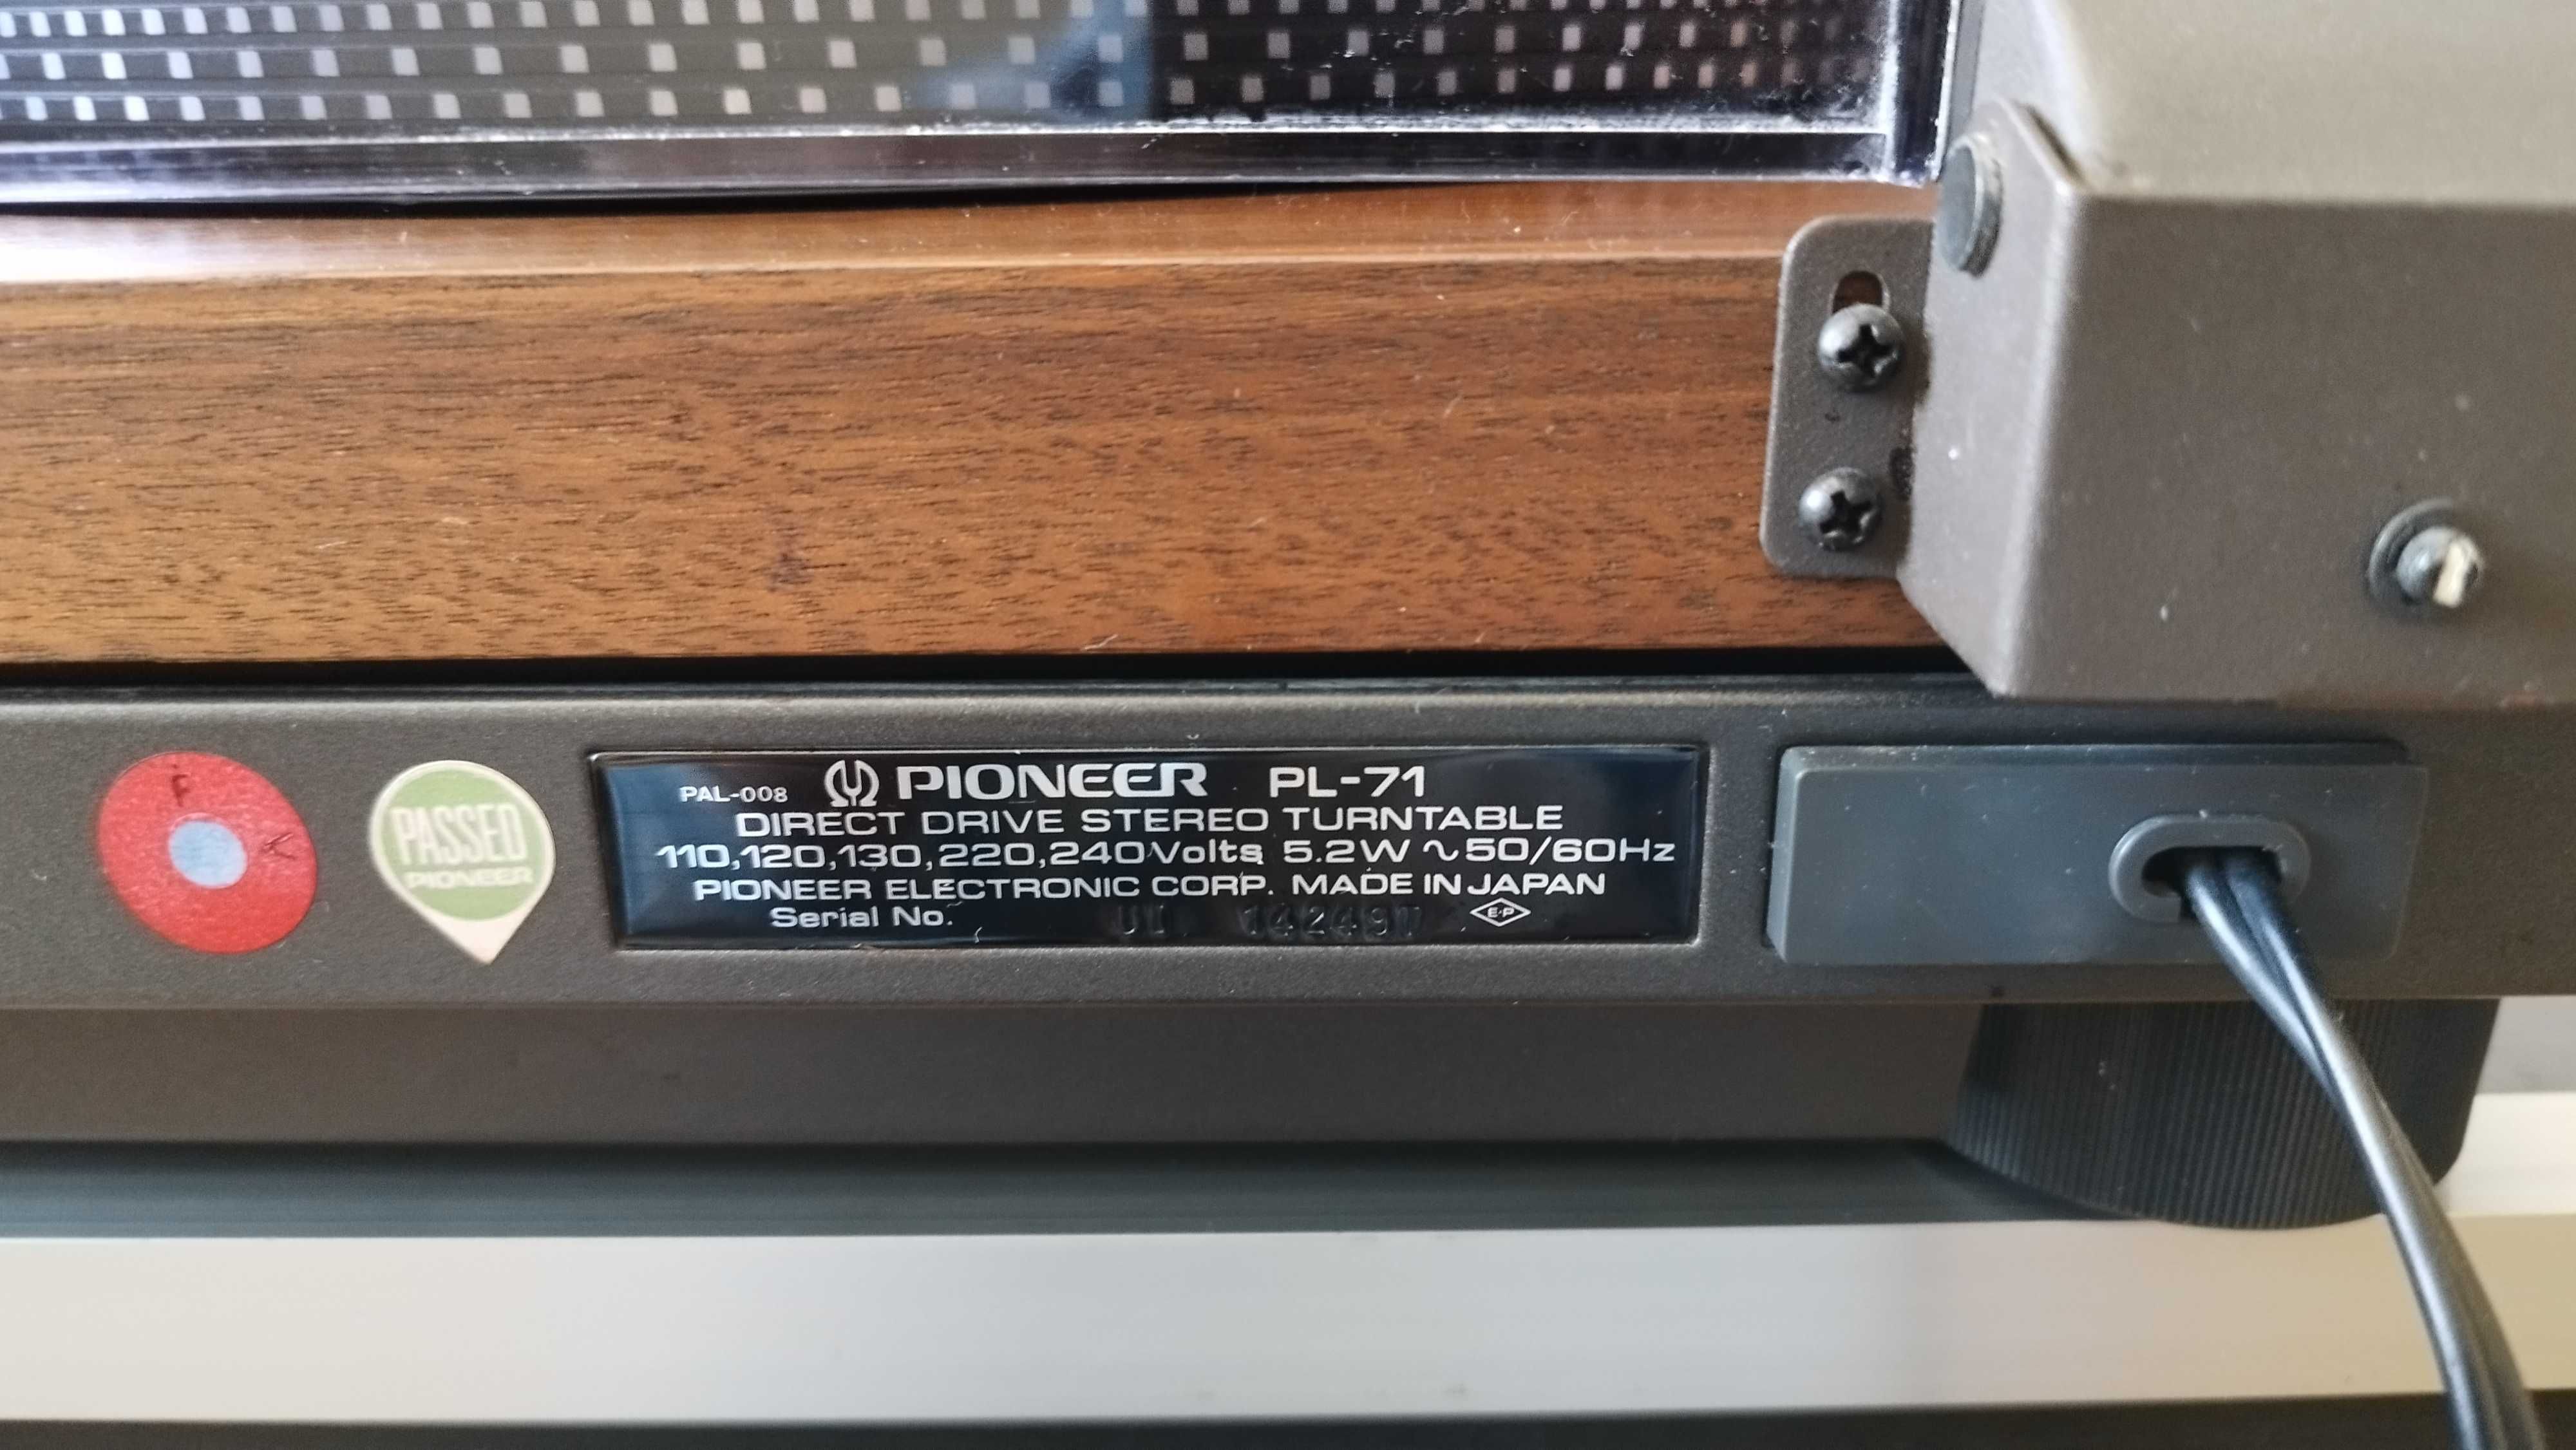 F
PASSED
PIONEER
PAL-008 PIONEER PL-71
DIRECT DRIVE STEREO TURNTABLE
110,120,130,220,240Volts 5.2W ~50/60Hz
PIONEER ELECTRONIC CORP. MADE IN JAPAN
Serial No.
E-P